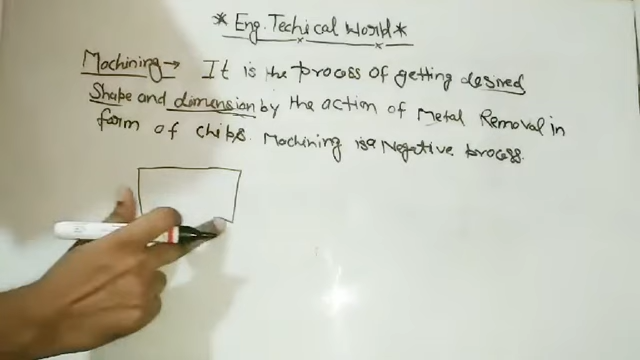 * Eng. Techical World *
Machining → It is the process of getting desired
Shape and dimension by the action of Metal Removal in
form of chips. Machining is a Negative process.